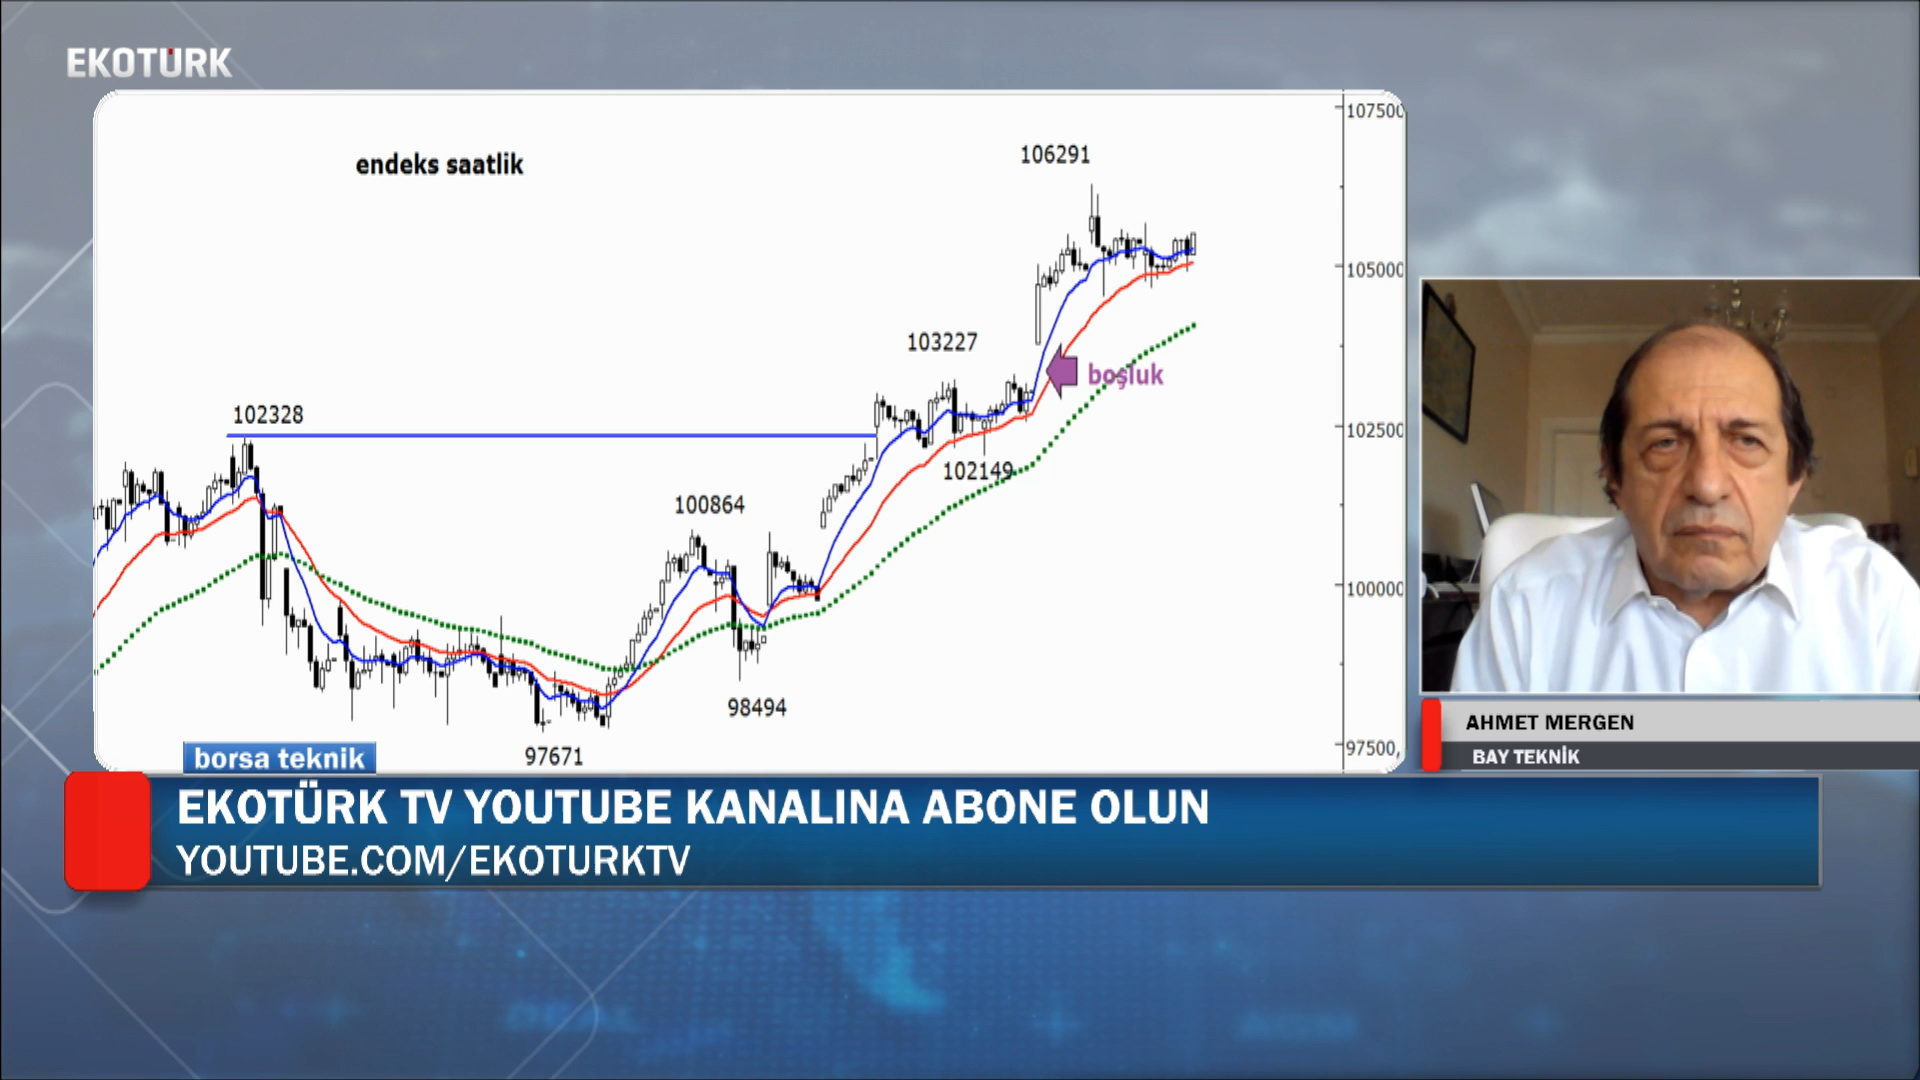 EKOTÜRK
endeks saatlik
107500
106291
105000
103227
boşluk
102328
102500
102149
100864
100000
98494
97671
97500,
borsa teknik
AHMET MERGEN
BAY TEKNİK
EKOTÜRK TV YOUTUBE KANALINA ABONE OLUN
YOUTUBE.COM/EKOTURKTV